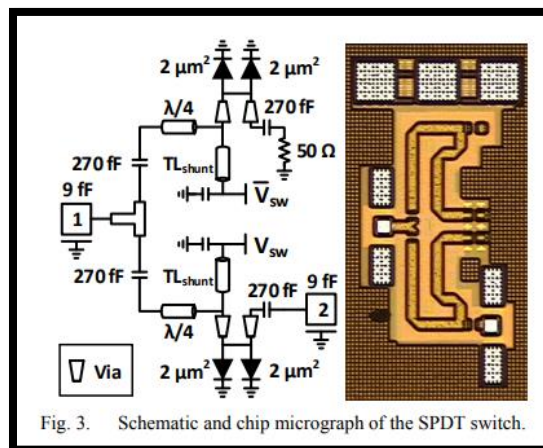 2 μm² 2 μm²
270 fF
λ/4
50 Ω
270 fF
TLshunt
9 fF
V̅sw
1
Vsw
270 fF
TLshunt
270 fF
9 fF
2
λ/4
Via
2 μm² 2 μm²
Fig. 3. Schematic and chip micrograph of the SPDT switch.